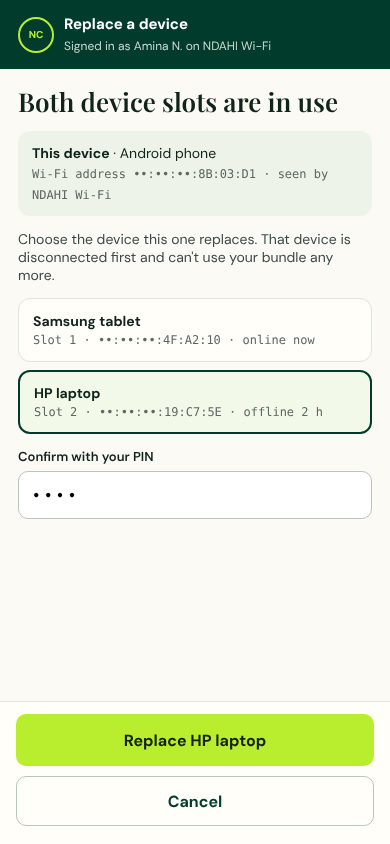 NC
Replace a device
Signed in as Amina N. on NDAHI Wi-Fi
Both device slots are in use
This device · Android phone
Wi-Fi address ••:••:••:8B:03:D1 · seen by
NDAHI Wi-Fi
Choose the device this one replaces. That device is
disconnected first and can't use your bundle any
more.
Samsung tablet
Slot 1 · ••:••:••:4F:A2:10 · online now
HP laptop
Slot 2 · ••:••:••:19:C7:5E · offline 2 h
Confirm with your PIN
••••
Replace HP laptop
Cancel